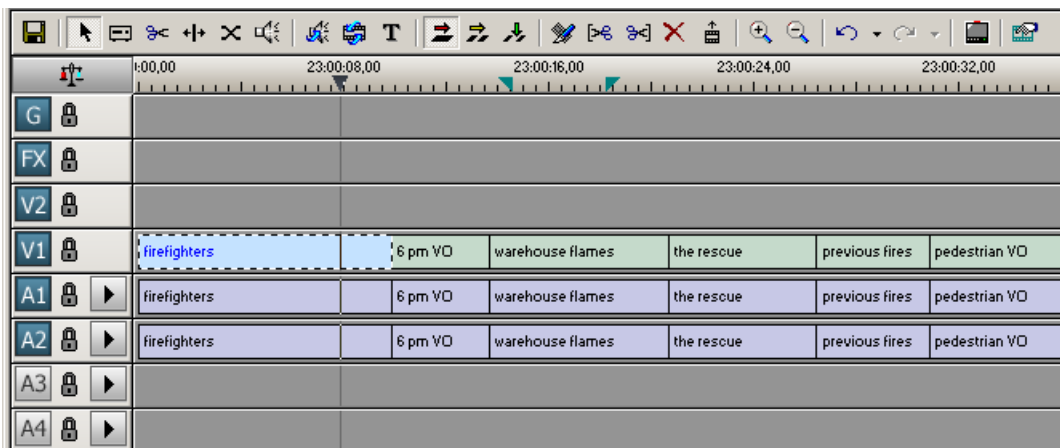 T
:00,00 23:00:08,00 23:00:16,00 23:00:24,00 23:00:32,00
G
FX
V2
V1 firefighters 6 pm VO warehouse flames the rescue previous fires pedestrian VO
A1 firefighters 6 pm VO warehouse flames the rescue previous fires pedestrian VO
A2 firefighters 6 pm VO warehouse flames the rescue previous fires pedestrian VO
A3
A4